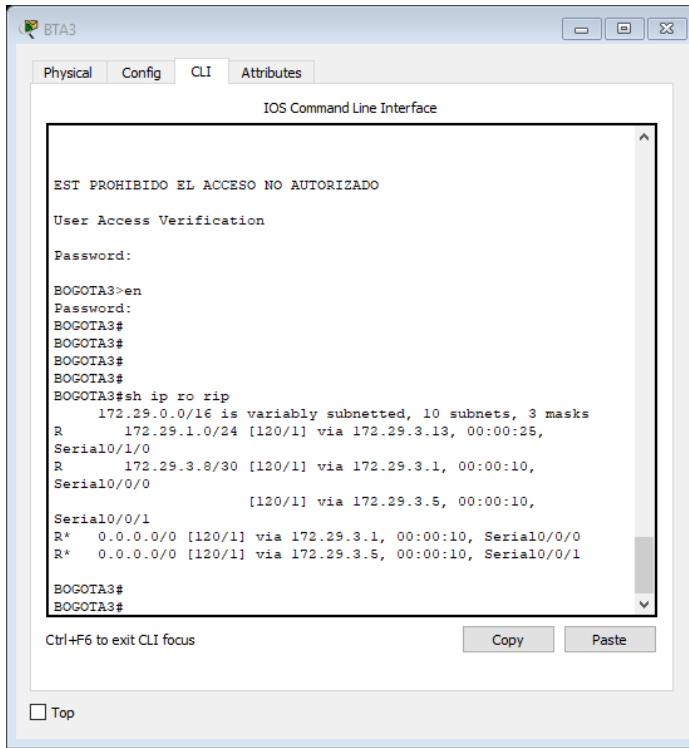 BTA3
Physical Config CLI Attributes
IOS Command Line Interface
EST PROHIBIDO EL ACCESO NO AUTORIZADO
User Access Verification
Password:
BOGOTA3>en
Password:
BOGOTA3#
BOGOTA3#
BOGOTA3#
BOGOTA3#
BOGOTA3#sh ip ro rip
172.29.0.0/16 is variably subnetted, 10 subnets, 3 masks
R 172.29.1.0/24 [120/1] via 172.29.3.13, 00:00:25,
Serial0/1/0
R 172.29.3.8/30 [120/1] via 172.29.3.1, 00:00:10,
Serial0/0/0
[120/1] via 172.29.3.5, 00:00:10,
Serial0/0/1
R* 0.0.0.0/0 [120/1] via 172.29.3.1, 00:00:10, Serial0/0/0
R* 0.0.0.0/0 [120/1] via 172.29.3.5, 00:00:10, Serial0/0/1
BOGOTA3#
BOGOTA3#
Ctrl+F6 to exit CLI focus
Copy Paste
Top